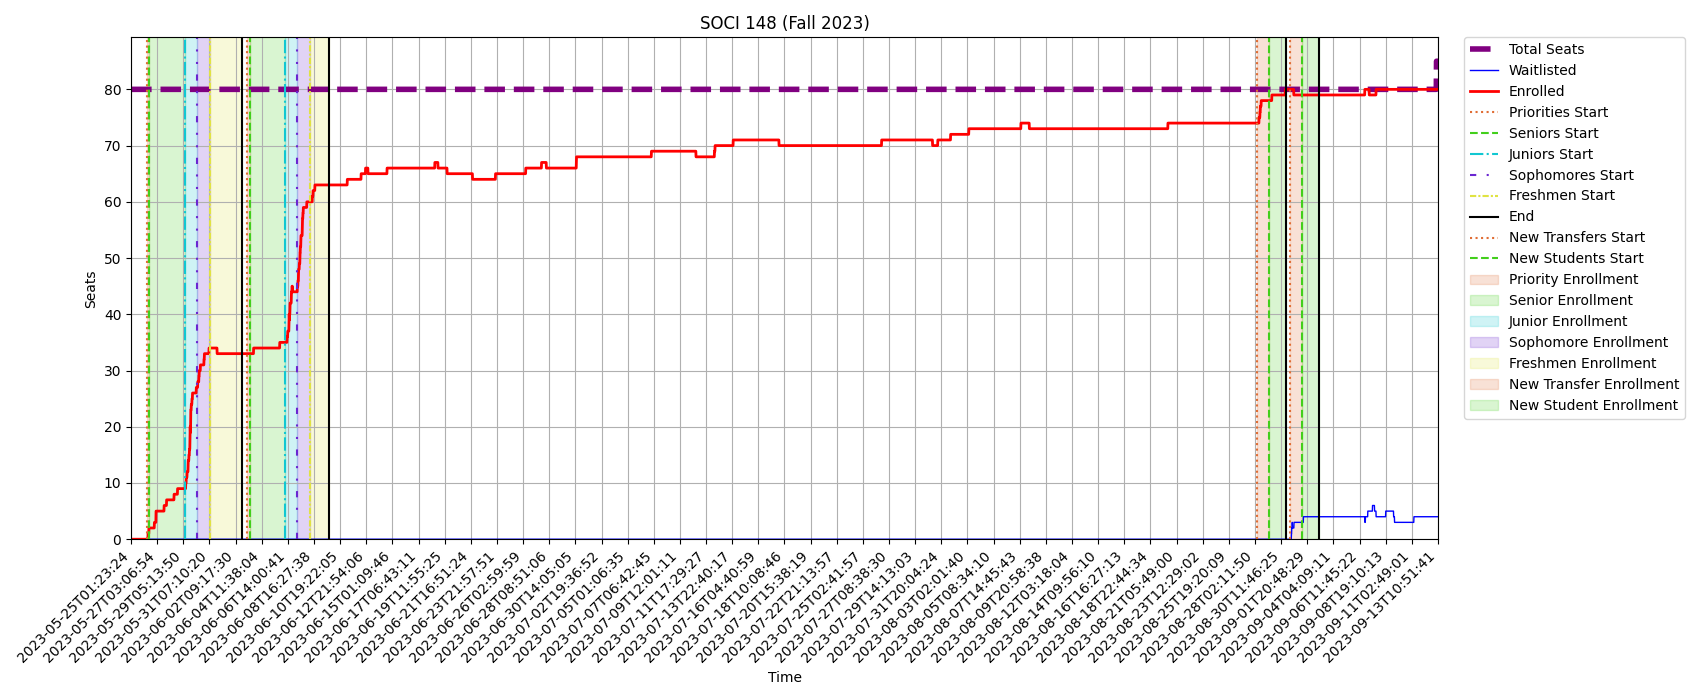 SOCI 148 (Fall 2023)
Seats
80
70
60
50
40
30
20
10
0
2023-05-25T01:23:24
2023-05-27T03:06:54
2023-05-29T05:13:50
2023-05-31T07:10:20
2023-06-02T09:17:30
2023-06-04T11:38:04
2023-06-06T14:00:41
2023-06-08T16:27:38
2023-06-10T19:22:05
2023-06-12T21:54:06
2023-06-15T01:09:46
2023-06-17T06:43:11
2023-06-19T11:55:25
2023-06-21T16:51:24
2023-06-23T21:57:51
2023-06-26T02:59:59
2023-06-28T08:51:06
2023-06-30T14:05:05
2023-07-02T19:36:52
2023-07-05T01:06:35
2023-07-07T06:42:45
2023-07-09T12:01:11
2023-07-11T17:29:27
2023-07-13T22:40:17
2023-07-16T04:40:59
2023-07-18T10:08:46
2023-07-20T15:38:19
2023-07-22T21:13:57
2023-07-25T02:41:57
2023-07-27T08:38:30
2023-07-29T14:13:03
2023-07-31T20:04:24
2023-08-03T02:01:40
2023-08-05T08:34:10
2023-08-07T14:45:43
2023-08-09T20:58:38
2023-08-12T03:18:04
2023-08-14T09:56:10
2023-08-16T16:27:13
2023-08-18T22:44:34
2023-08-21T05:49:00
2023-08-23T12:29:02
2023-08-25T19:20:09
2023-08-28T02:11:50
2023-08-30T11:46:25
2023-09-01T20:48:29
2023-09-04T04:09:11
2023-09-06T11:45:22
2023-09-08T19:10:13
2023-09-11T02:49:01
2023-09-13T10:51:41
Time
Total Seats
Waitlisted
Enrolled
Priorities Start
Seniors Start
Juniors Start
Sophomores Start
Freshmen Start
End
New Transfers Start
New Students Start
Priority Enrollment
Senior Enrollment
Junior Enrollment
Sophomore Enrollment
Freshmen Enrollment
New Transfer Enrollment
New Student Enrollment